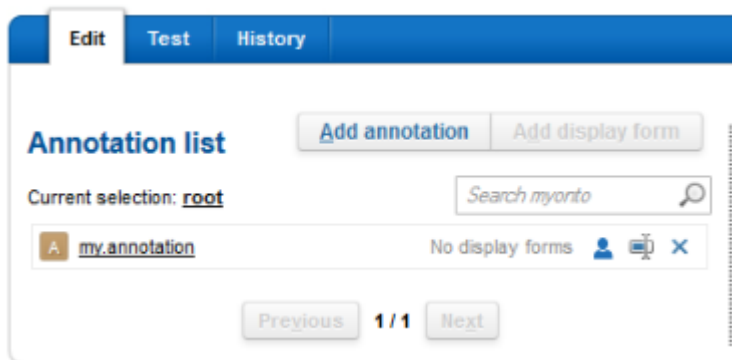 Edit Test History
Annotation list Add annotation Add display form
Current selection: root Search myonto
A my.annotation No display forms
Previous 1 / 1 Next